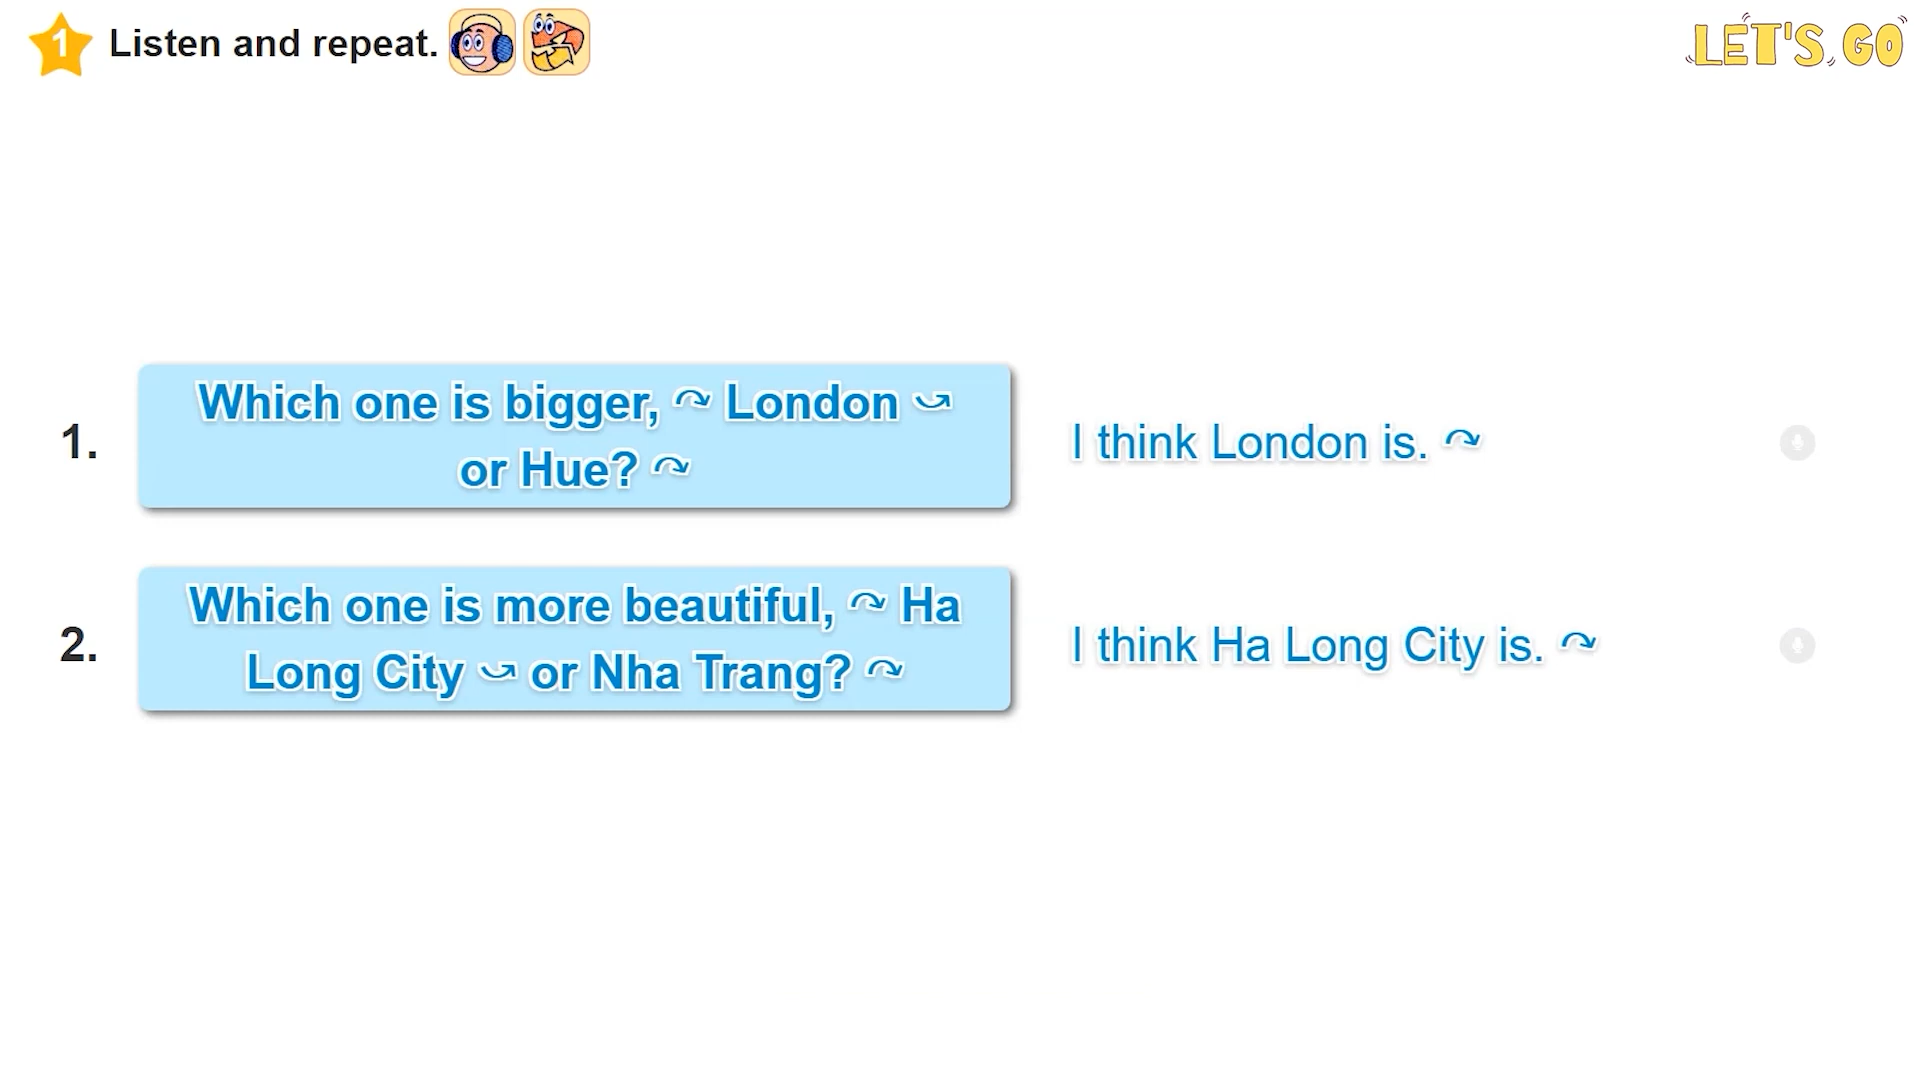 1 Listen and repeat.
LET'S GO
1.
Which one is bigger, ↷ London ⤻
or Hue? ↷
I think London is. ↷
2.
Which one is more beautiful, ↷ Ha
Long City ⤻ or Nha Trang? ↷
I think Ha Long City is. ↷